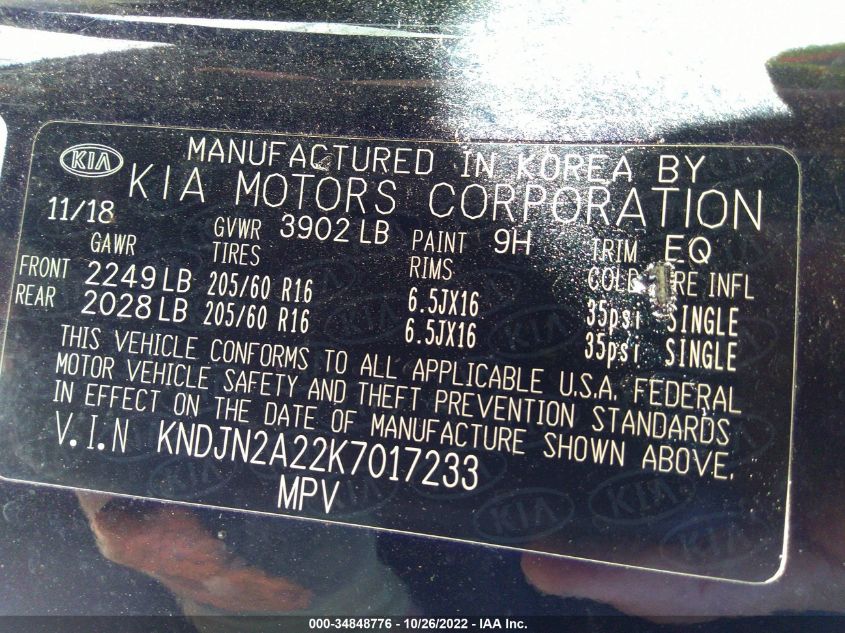 KIA MANUFACTURED IN KOREA BY
KIA MOTORS CORPORATION
11/18 GVWR 3902 LB PAINT 9H TRIM EQ
GAWR TIRES RIMS COLD RE INFL
FRONT 2249 LB 205/60 R16 6.5JX16 35psi SINGLE
REAR 2028 LB 205/60 R16 6.5JX16 35psi SINGLE
THIS VEHICLE CONFORMS TO ALL APPLICABLE U.S.A. FEDERAL
MOTOR VEHICLE SAFETY AND THEFT PREVENTION STANDARDS
IN EFFECT ON THE DATE OF MANUFACTURE SHOWN ABOVE.
V.I.N KNDJN2A22K7017233
MPV
KIA
000-34848776 - 10/26/2022 - IAA Inc.